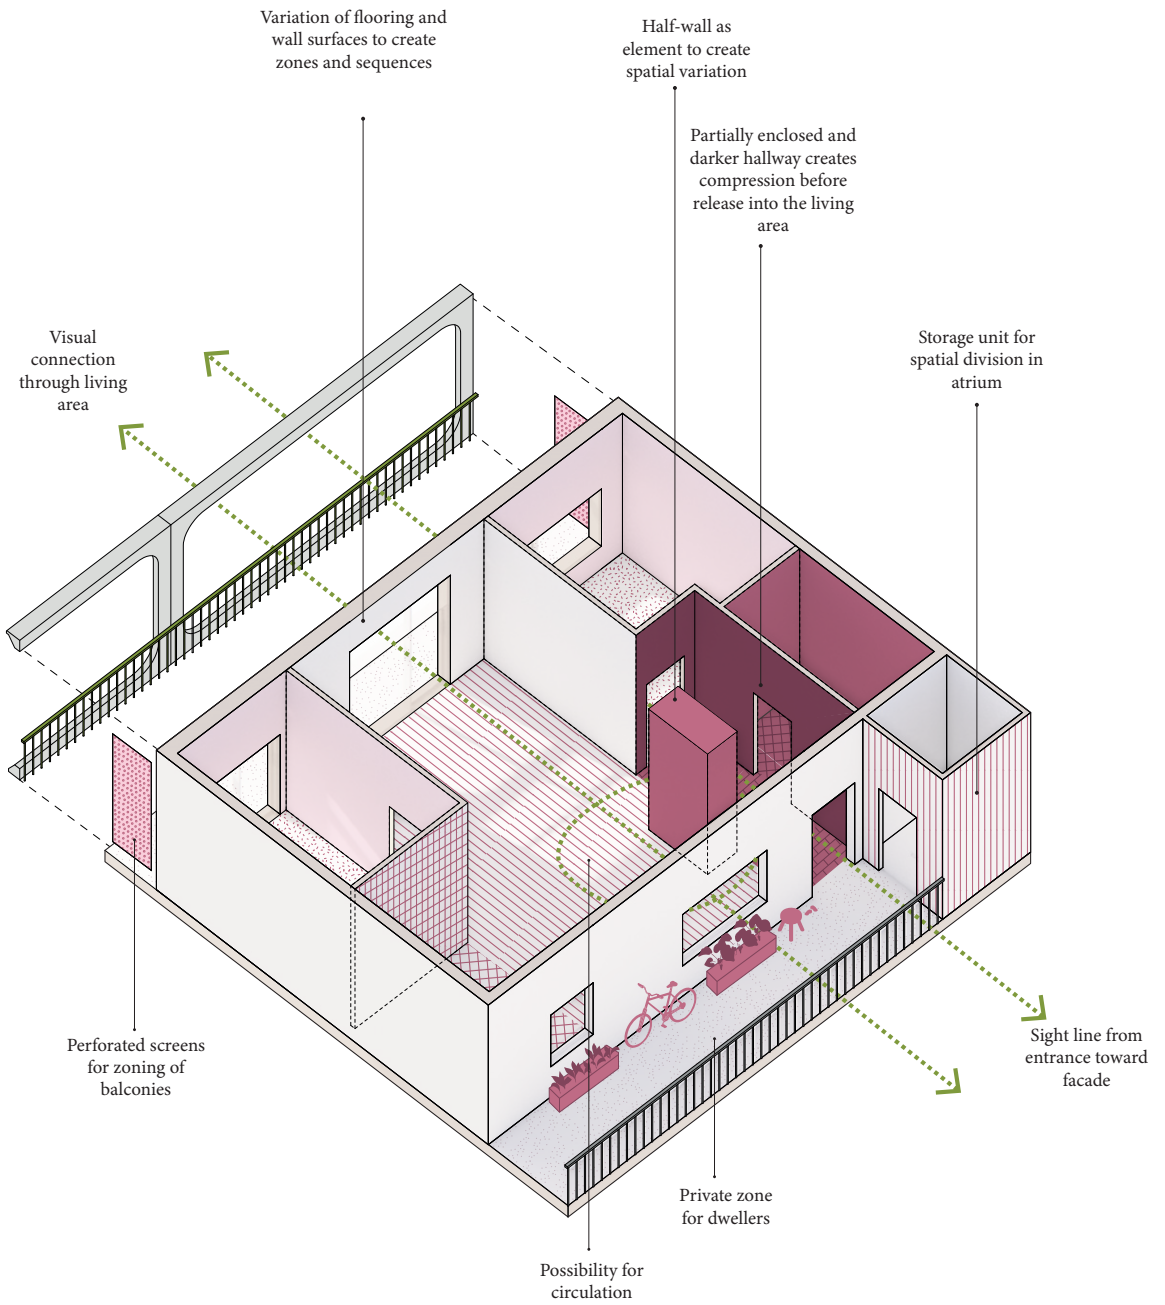 Variation of flooring and
wall surfaces to create
zones and sequences
Half-wall as
element to create
spatial variation
Partially enclosed and
darker hallway creates
compression before
release into the living
area
Visual
connection
through living
area
Storage unit for
spatial division in
atrium
Perforated screens
for zoning of
balconies
Sight line from
entrance toward
facade
Private zone
for dwellers
Possibility for
circulation